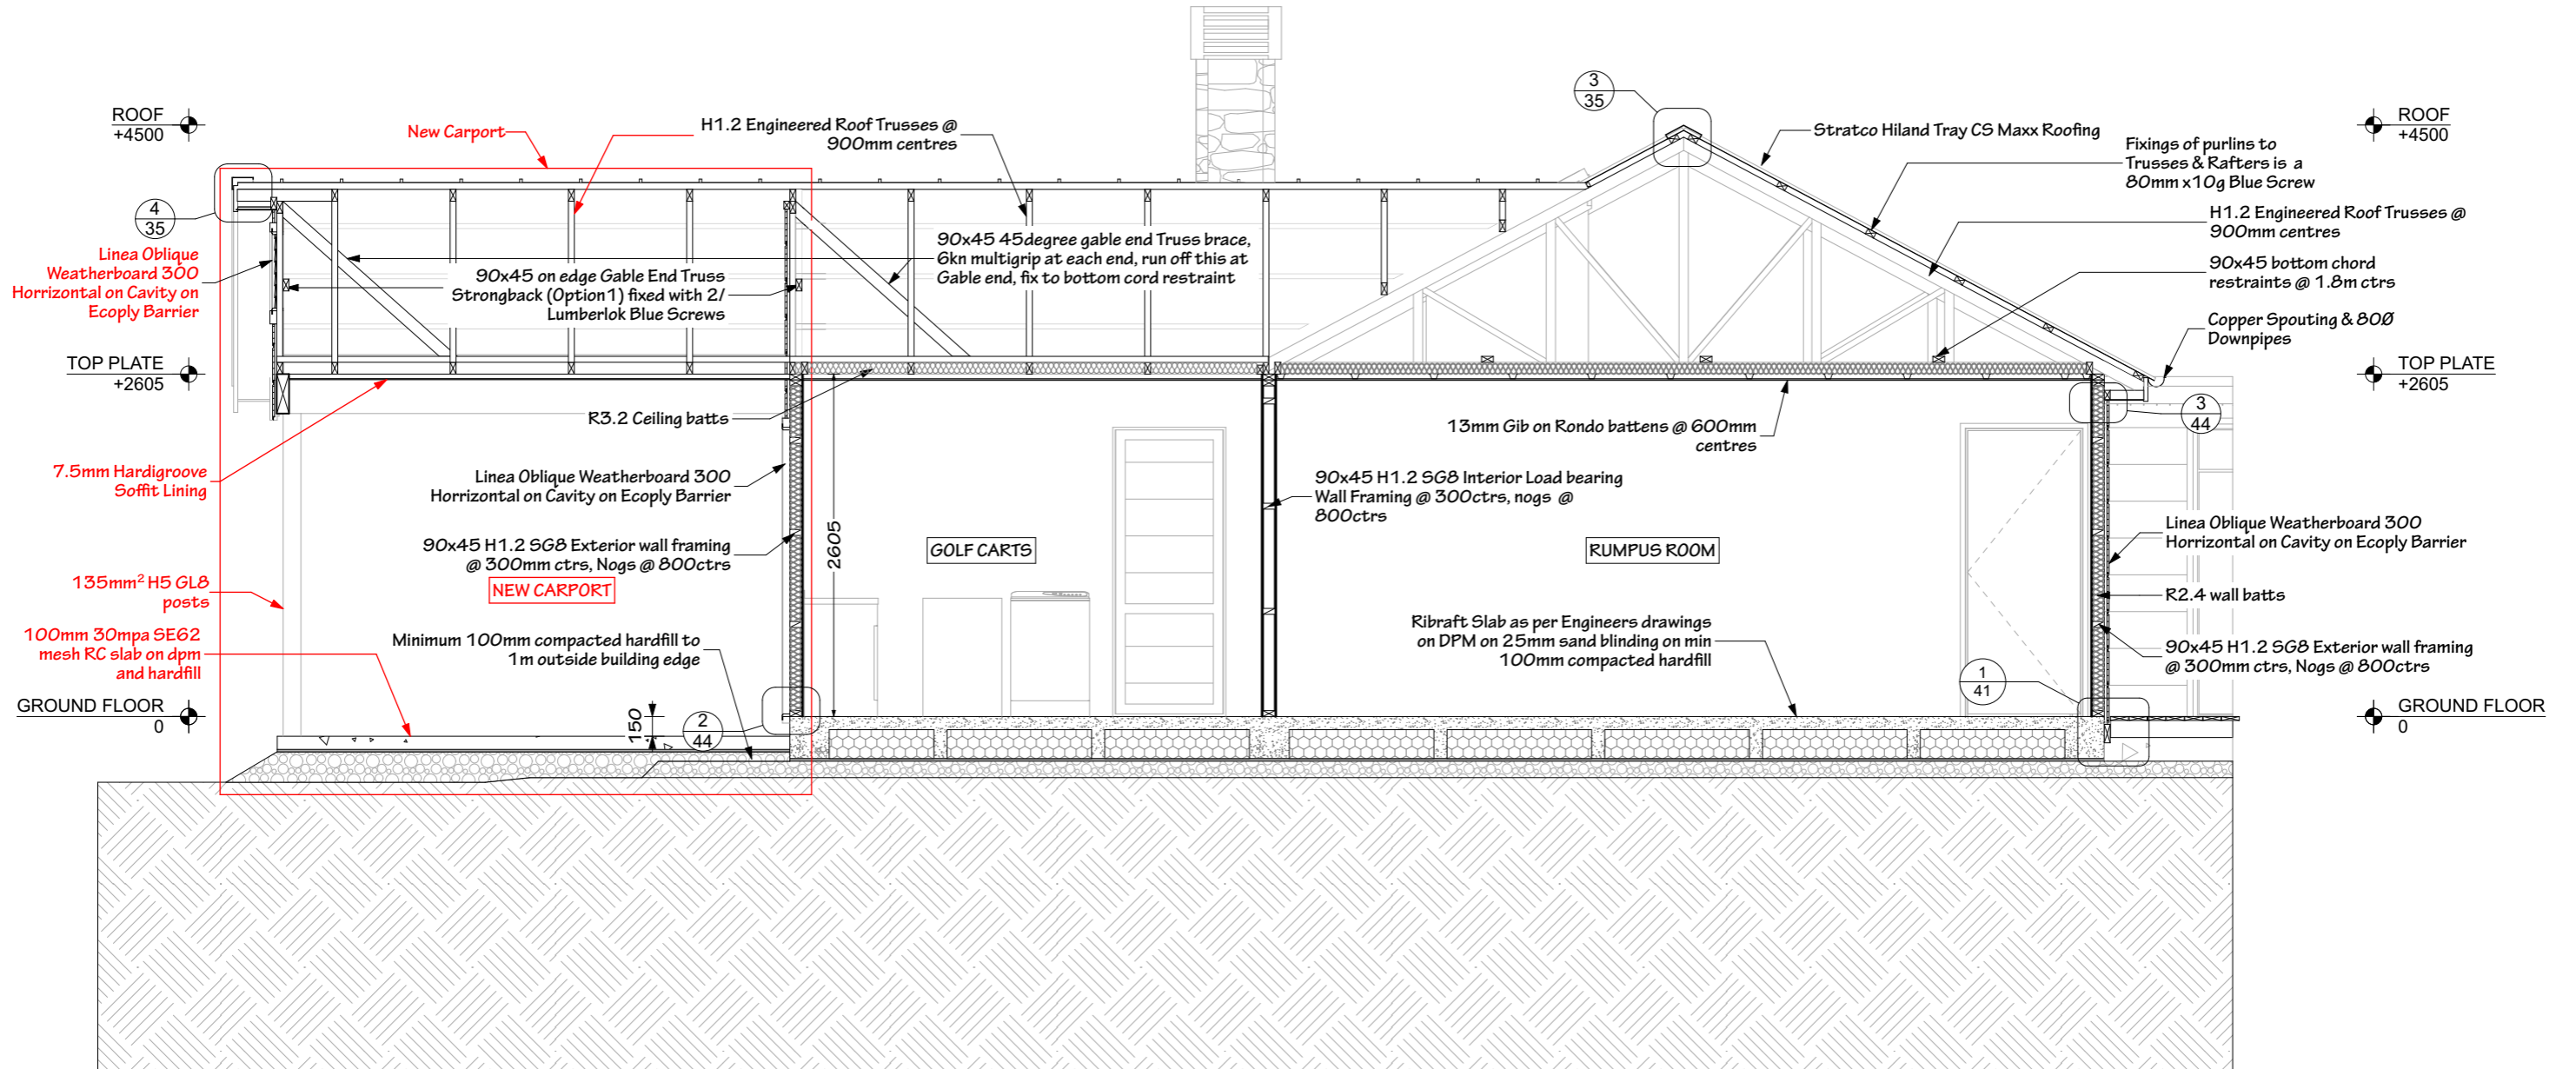 ROOF
+4500
New Carport
H1.2 Engineered Roof Trusses @
900mm centres
3
35
Stratco Hiland Tray CS Maxx Roofing
Fixings of purlins to
Trusses & Rafters is a
80mm x10g Blue Screw
ROOF
+4500
4
35
H1.2 Engineered Roof Trusses @
900mm centres
Linea Oblique
Weatherboard 300
Horrizontal on Cavity on
Ecoply Barrier
90x45 on edge Gable End Truss
Strongback (Option1) fixed with 2/
Lumberlok Blue Screws
90x45 45degree gable end Truss brace,
6kn multigrip at each end, run off this at
Gable end, fix to bottom cord restraint
90x45 bottom chord
restraints @ 1.8m ctrs
Copper Spouting & 80Ø
Downpipes
TOP PLATE
+2605
TOP PLATE
+2605
R3.2 Ceiling batts
13mm Gib on Rondo battens @ 600mm
centres
3
44
7.5mm Hardigroove
Soffit Lining
Linea Oblique Weatherboard 300
Horrizontal on Cavity on Ecoply Barrier
90x45 H1.2 SG8 Interior Load bearing
Wall Framing @ 300ctrs, nogs @
800ctrs
90x45 H1.2 SG8 Exterior wall framing
@ 300mm ctrs, Nogs @ 800ctrs
NEW CARPORT
2605
GOLF CARTS
RUMPUS ROOM
Linea Oblique Weatherboard 300
Horrizontal on Cavity on Ecoply Barrier
135mm² H5 GL8
posts
R2.4 wall batts
100mm 30mpa SE62
mesh RC slab on dpm
and hardfill
Minimum 100mm compacted hardfill to
1m outside building edge
Ribraft Slab as per Engineers drawings
on DPM on 25mm sand blinding on min
100mm compacted hardfill
90x45 H1.2 SG8 Exterior wall framing
@ 300mm ctrs, Nogs @ 800ctrs
1
41
GROUND FLOOR
0
150
2
44
GROUND FLOOR
0